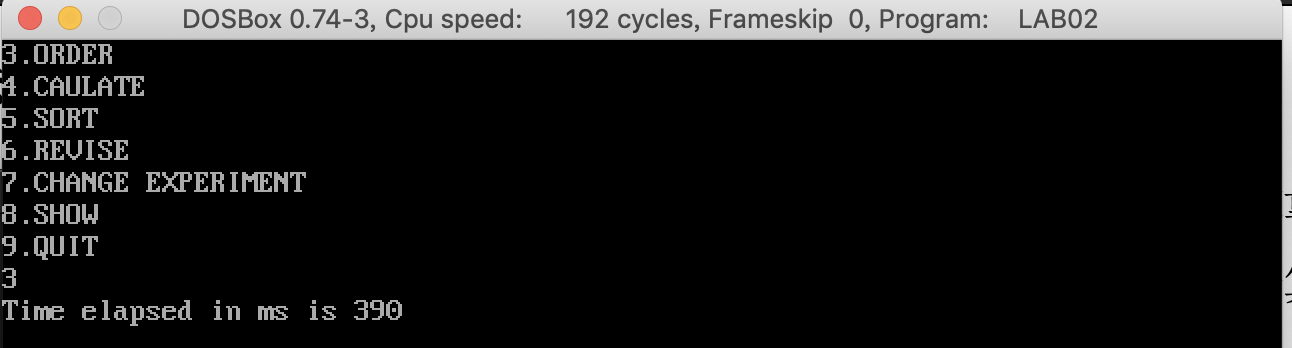 DOSBox 0.74-3, Cpu speed: 192 cycles, Frameskip 0, Program: LAB02
3.ORDER
4.CAULATE
5.SORT
6.REVISE
7.CHANGE EXPERIMENT
8.SHOW
9.QUIT
3
Time elapsed in ms is 390